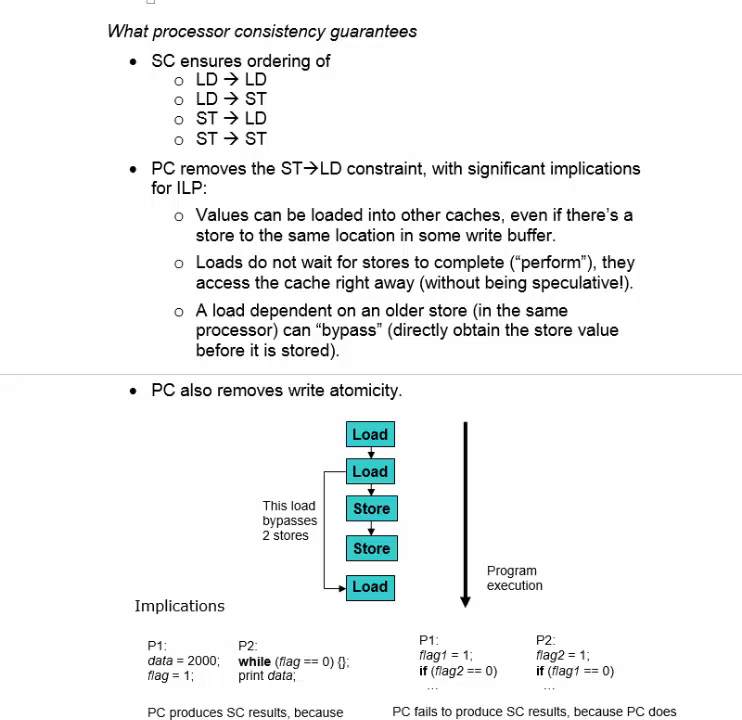 What processor consistency guarantees
• SC ensures ordering of
o LD → LD
o LD → ST
o ST → LD
o ST → ST
• PC removes the ST→LD constraint, with significant implications
for ILP:
o Values can be loaded into other caches, even if there's a
store to the same location in some write buffer.
o Loads do not wait for stores to complete ("perform"), they
access the cache right away (without being speculative!).
o A load dependent on an older store (in the same
processor) can "bypass" (directly obtain the store value
before it is stored).
• PC also removes write atomicity.
Load
Load
Store
Store
Load
This load
bypasses
2 stores
Program
execution
Implications
P1:
data = 2000;
flag = 1;
P2:
while (flag == 0) {};
print data;
PC produces SC results, because
P1:
flag1 = 1;
if (flag2 == 0)
...
P2:
flag2 = 1;
if (flag1 == 0)
...
PC fails to produce SC results, because PC does